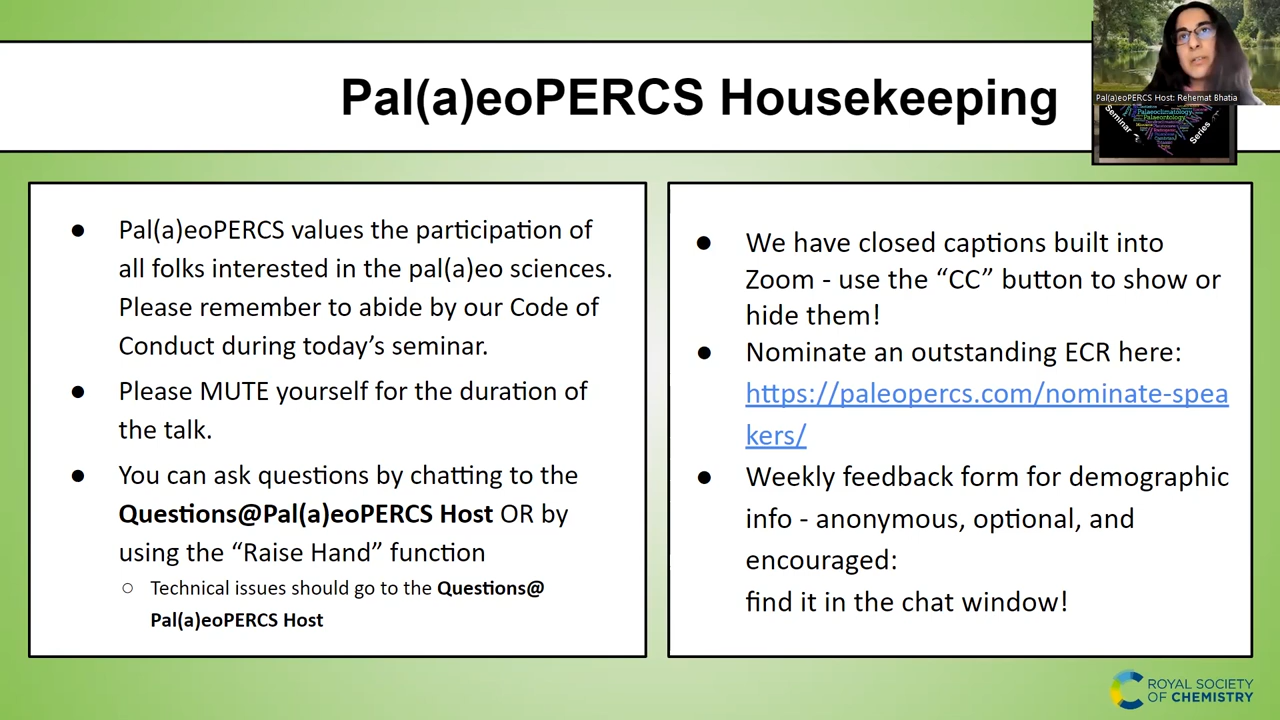 Pal(a)eoPERCS Housekeeping
Pal(a)eoPERCS Host: Rehemat Bhatia
Seminar
Palaeoclimatology
Palaeontology
Series
● Pal(a)eoPERCS values the participation of
all folks interested in the pal(a)eo sciences.
Please remember to abide by our Code of
Conduct during today’s seminar.
● Please MUTE yourself for the duration of
the talk.
● You can ask questions by chatting to the
Questions@Pal(a)eoPERCS Host OR by
using the “Raise Hand” function
○ Technical issues should go to the Questions@
Pal(a)eoPERCS Host
● We have closed captions built into
Zoom - use the “CC” button to show or
hide them!
● Nominate an outstanding ECR here:
https://paleopercs.com/nominate-spea
kers/
● Weekly feedback form for demographic
info - anonymous, optional, and
encouraged:
find it in the chat window!
ROYAL SOCIETY
OF CHEMISTRY